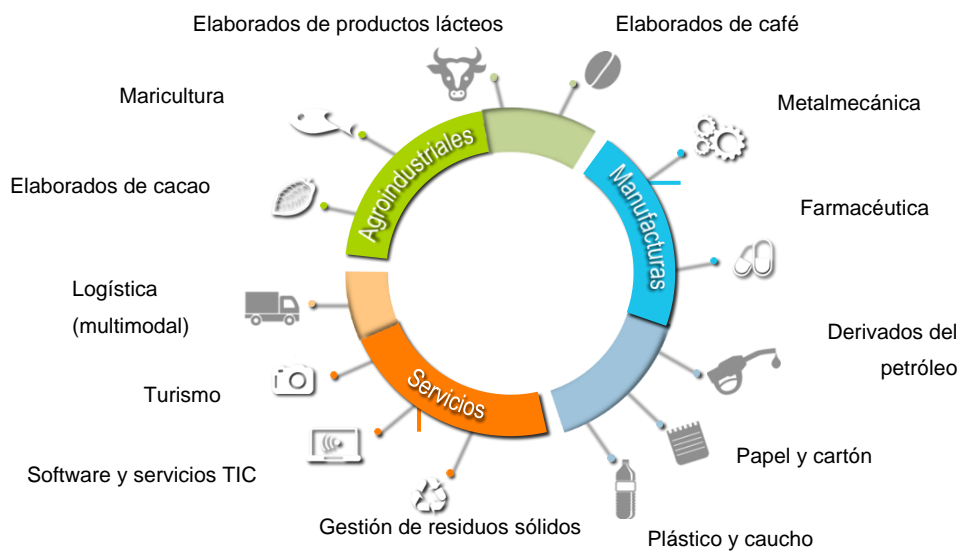 Elaborados de productos lácteos
Elaborados de café
Maricultura
Metalmecánica
Elaborados de cacao
Agroindustriales
Manufacturas
Farmacéutica
Logística
(multimodal)
Derivados del
petróleo
Turismo
Servicios
Papel y cartón
Software y servicios TIC
Gestión de residuos sólidos
Plástico y caucho